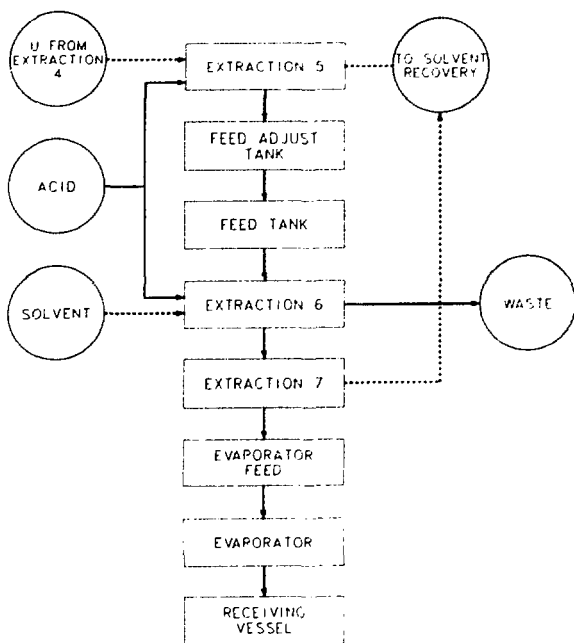 U FROM
EXTRACTION
4
EXTRACTION 5
TO SOLVENT
RECOVERY
FEED ADJUST
TANK
ACID
FEED TANK
SOLVENT
EXTRACTION 6
WASTE
EXTRACTION 7
EVAPORATOR
FEED
EVAPORATOR
RECEIVING
VESSEL